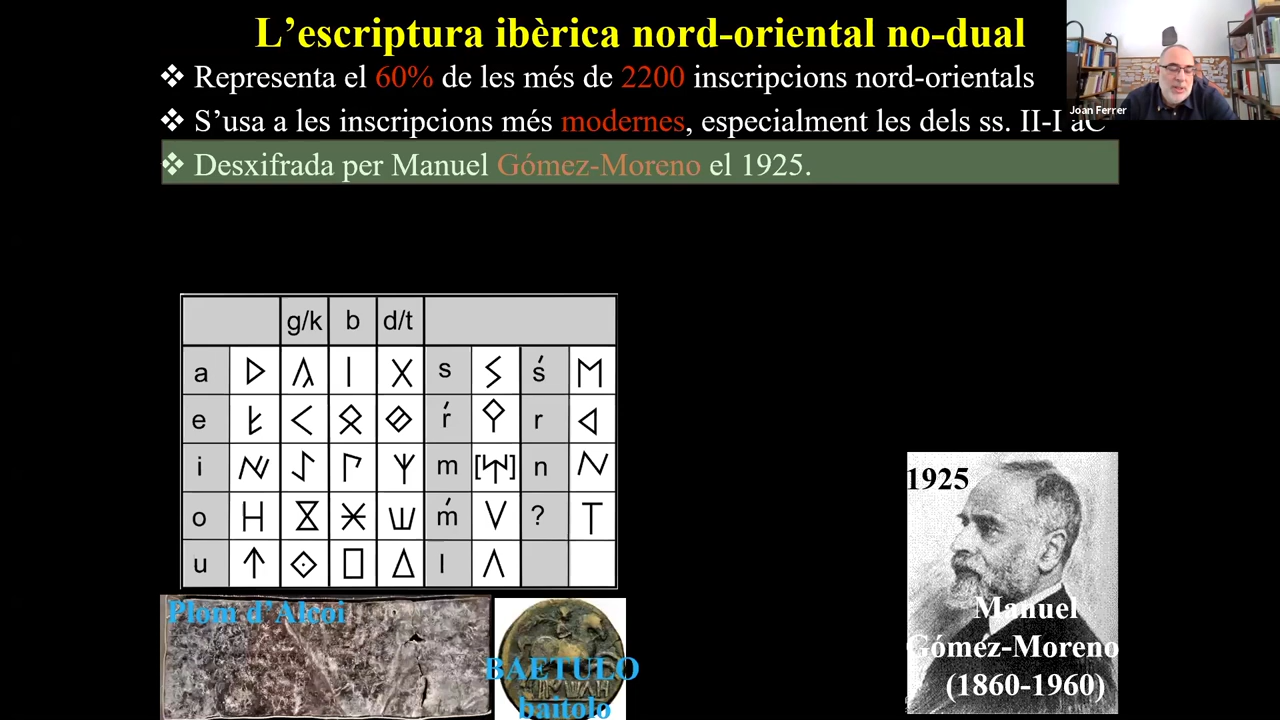 L’escriptura ibèrica nord-oriental no-dual
❖ Representa el 60% de les més de 2200 inscripcions nord-orientals
❖ S’usa a les inscripcions més modernes, especialment les dels ss. II-I aC
❖ Desxifrada per Manuel Gómez-Moreno el 1925.
Joan Ferrer
g/k b d/t
a s ś
e ŕ r
i m [ ] n
o ḿ ?
u l
Plom d’Alcoi
BAETULO
baitolo
1925
Manuel
Gómez-Moreno
(1860-1960)